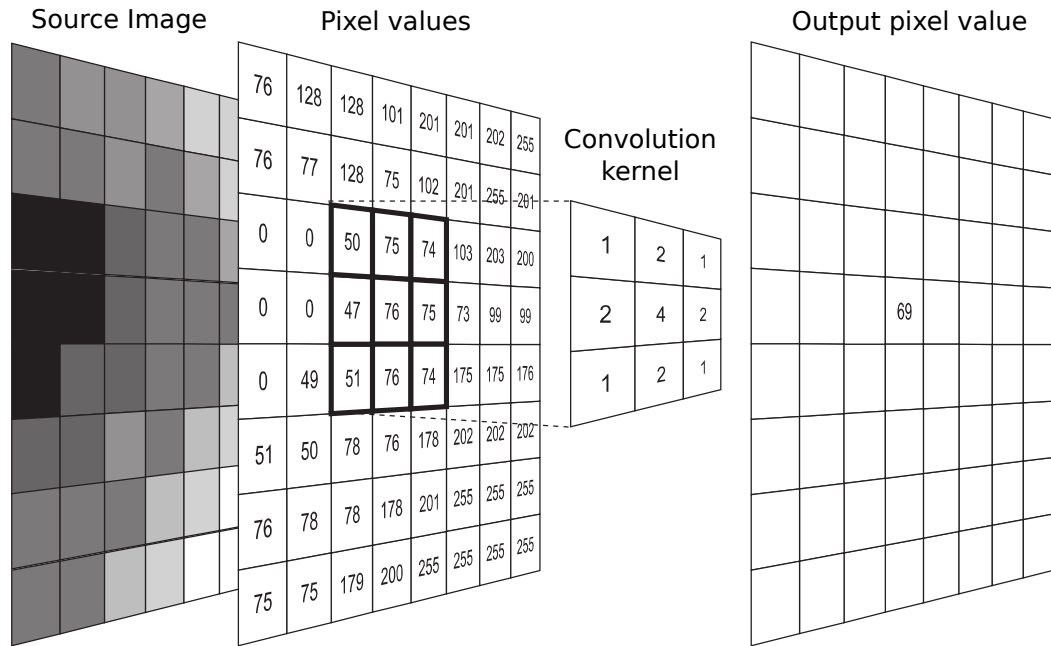 Source Image
Pixel values
Output pixel value
Convolution
kernel
76 128 128 101 201 201 202 255
76 77 128 75 102 201 255 201
0 0 50 75 74 103 203 200
0 0 47 76 75 73 99 99
0 49 51 76 74 175 175 176
51 50 78 76 178 202 202 202
76 78 78 178 201 255 255 255
75 75 179 200 255 255 255 255
1 2 1
2 4 2
1 2 1
69